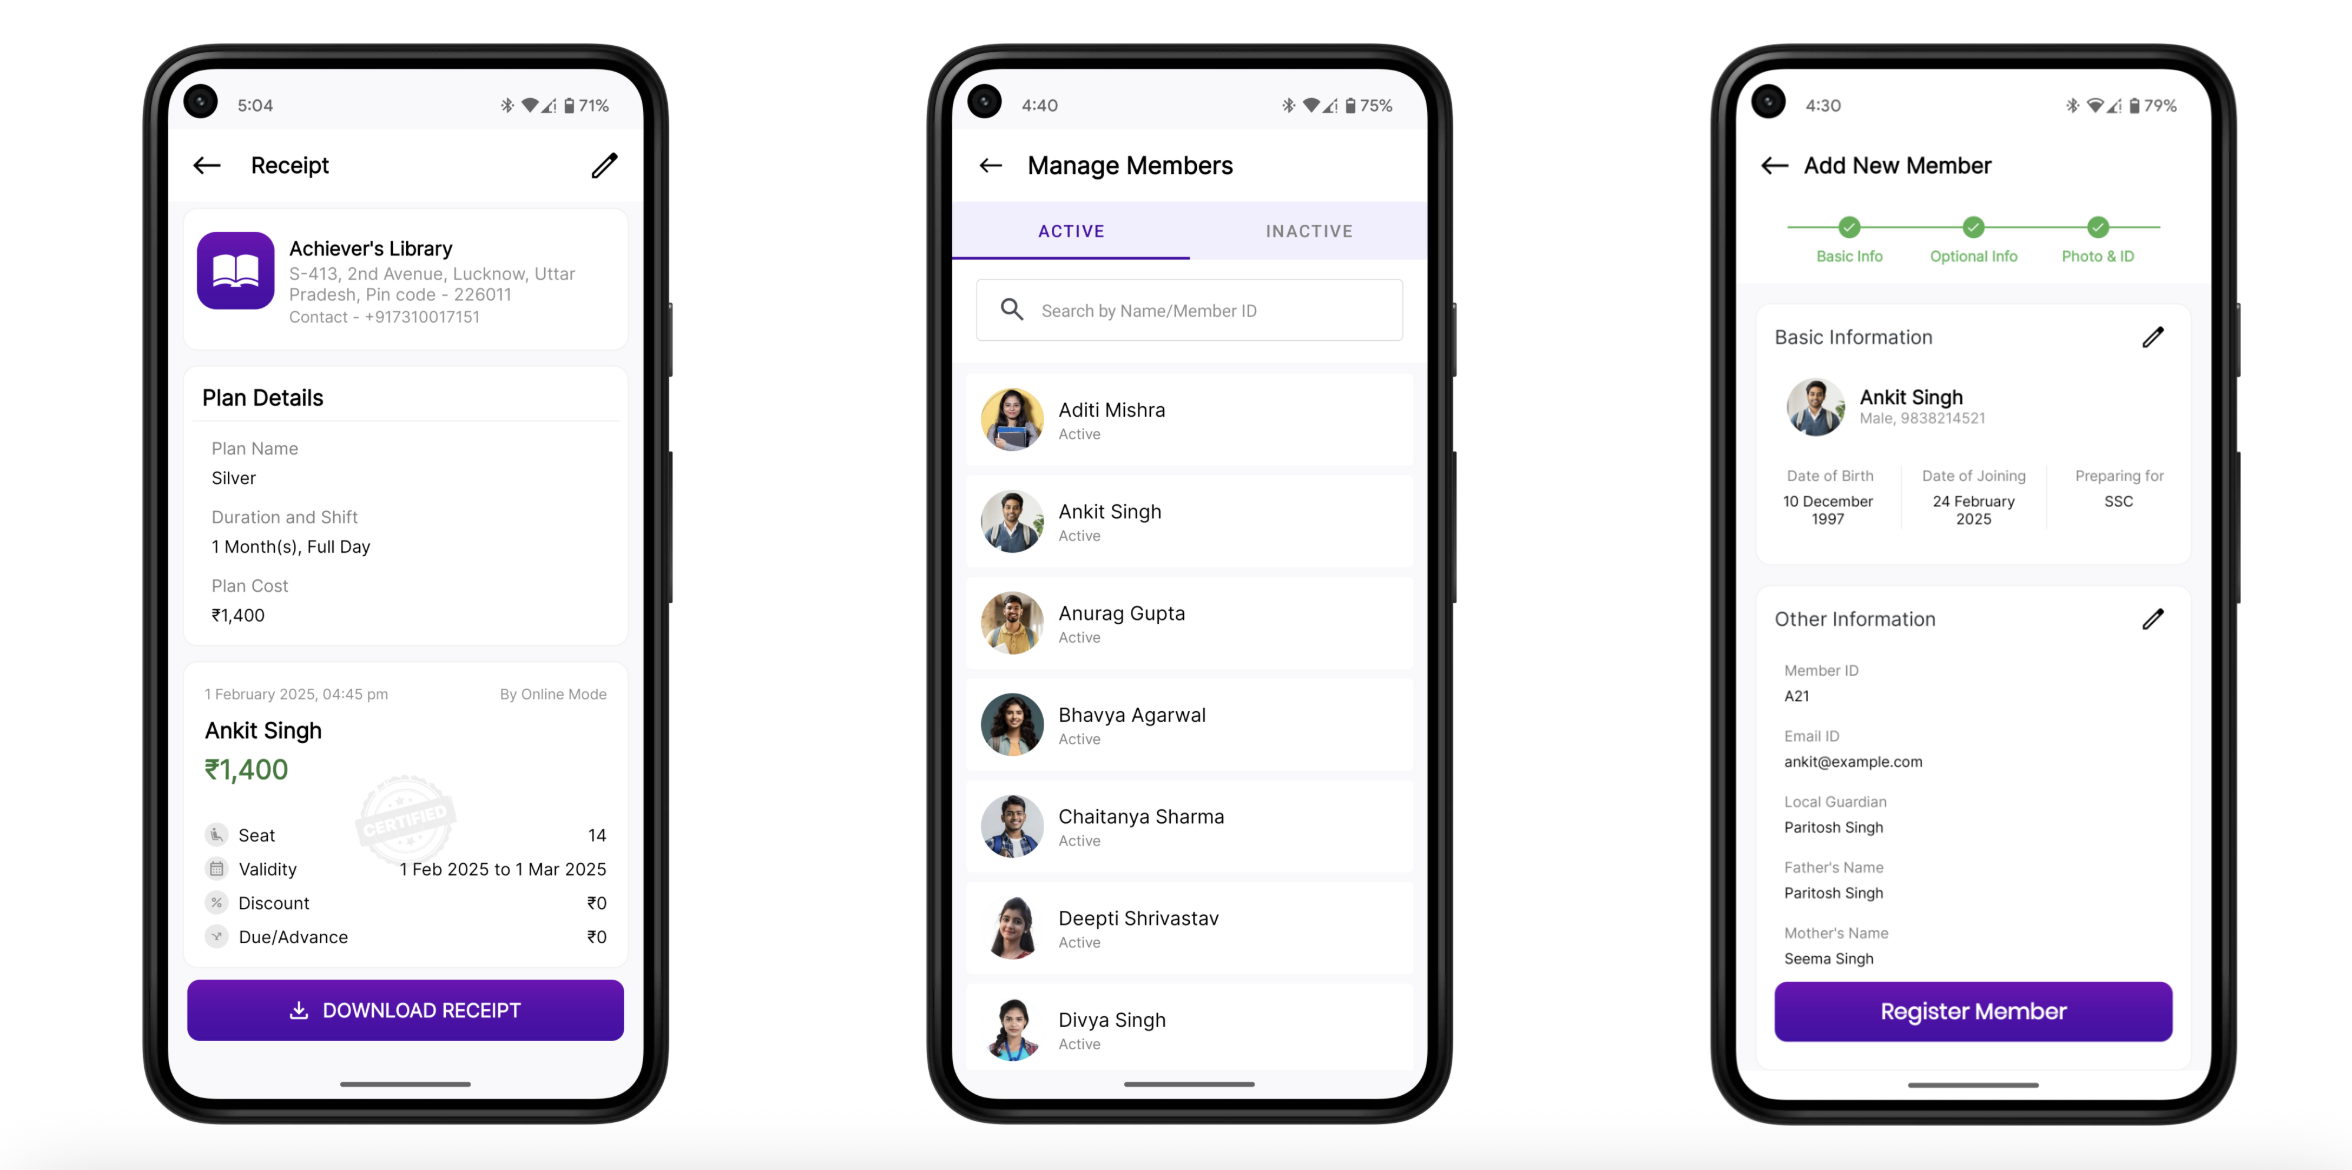 5:04
71%
Receipt
Achiever's Library
S-413, 2nd Avenue, Lucknow, Uttar
Pradesh, Pin code - 226011
Contact - +917310017151
Plan Details
Plan Name
Silver
Duration and Shift
1 Month(s), Full Day
Plan Cost
₹1,400
1 February 2025, 04:45 pm
By Online Mode
Ankit Singh
₹1,400
CERTIFIED
Seat 14
Validity 1 Feb 2025 to 1 Mar 2025
Discount ₹0
Due/Advance ₹0
DOWNLOAD RECEIPT
4:40
75%
Manage Members
ACTIVE
INACTIVE
Search by Name/Member ID
Aditi Mishra
Active
Ankit Singh
Active
Anurag Gupta
Active
Bhavya Agarwal
Active
Chaitanya Sharma
Active
Deepti Shrivastav
Active
Divya Singh
Active
4:30
79%
Add New Member
Basic Info
Optional Info
Photo & ID
Basic Information
Ankit Singh
Male, 9838214521
Date of Birth
10 December
1997
Date of Joining
24 February
2025
Preparing for
SSC
Other Information
Member ID
A21
Email ID
ankit@example.com
Local Guardian
Paritosh Singh
Father's Name
Paritosh Singh
Mother's Name
Seema Singh
Register Member